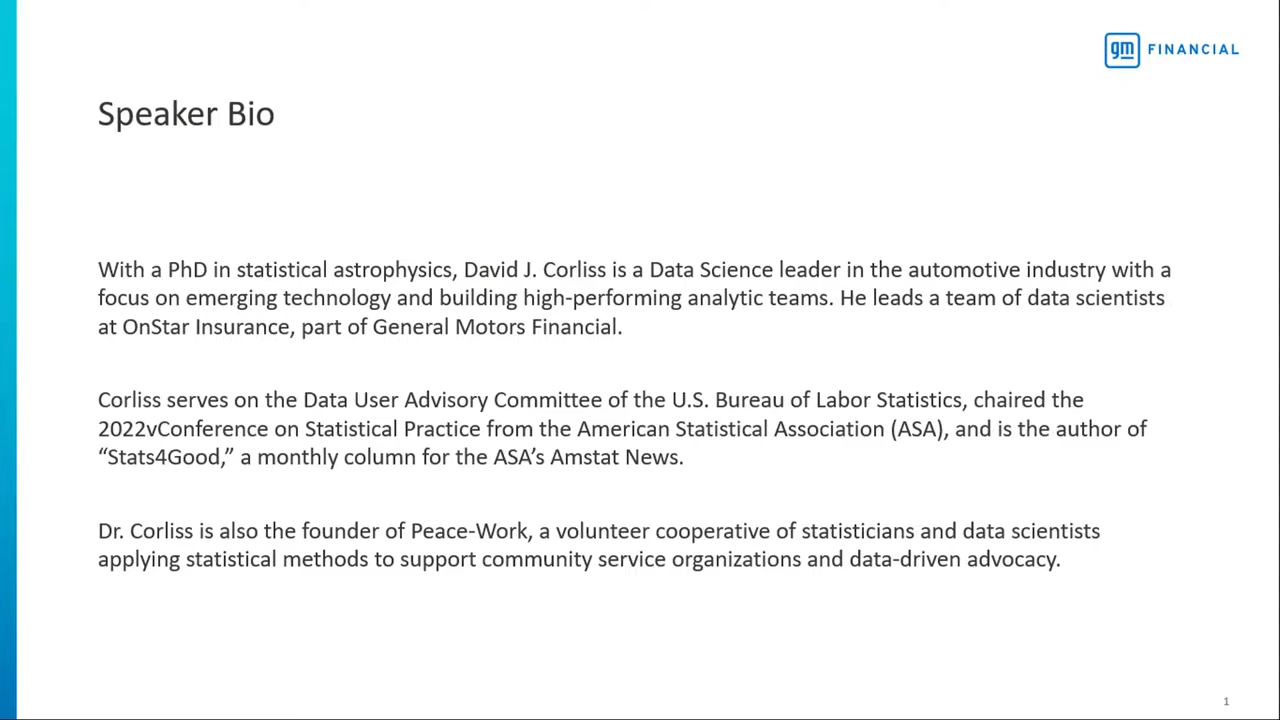 gm FINANCIAL
Speaker Bio
With a PhD in statistical astrophysics, David J. Corliss is a Data Science leader in the automotive industry with a
focus on emerging technology and building high-performing analytic teams. He leads a team of data scientists
at OnStar Insurance, part of General Motors Financial.
Corliss serves on the Data User Advisory Committee of the U.S. Bureau of Labor Statistics, chaired the
2022vConference on Statistical Practice from the American Statistical Association (ASA), and is the author of
“Stats4Good,” a monthly column for the ASA’s Amstat News.
Dr. Corliss is also the founder of Peace-Work, a volunteer cooperative of statisticians and data scientists
applying statistical methods to support community service organizations and data-driven advocacy.
1